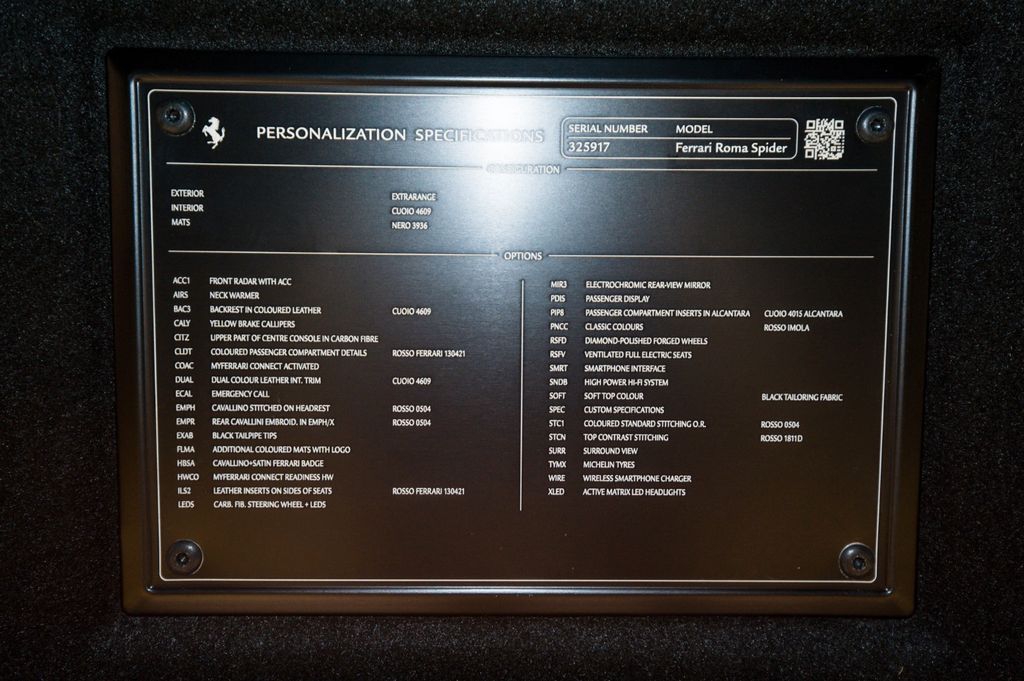 PERSONALIZATION SPECIFICATIONS
SERIAL NUMBER MODEL
325917 Ferrari Roma Spider
CONFIGURATION
EXTERIOR EXTRARANGE
INTERIOR CUOIO 4609
MATS NERO 3936
OPTIONS
ACC1 FRONT RADAR WITH ACC
AIRS NECK WARMER
BAC3 BACKREST IN COLOURED LEATHER CUOIO 4609
CALY YELLOW BRAKE CALLIPERS
CITZ UPPER PART OF CENTRE CONSOLE IN CARBON FIBRE
CLDT COLOURED PASSENGER COMPARTMENT DETAILS ROSSO FERRARI 130421
COAC MYFERRARI CONNECT ACTIVATED
DUAL DUAL COLOUR LEATHER INT. TRIM CUOIO 4609
ECAL EMERGENCY CALL
EMPH CAVALLINO STITCHED ON HEADREST ROSSO 0504
EMPR REAR CAVALLINI EMBROID. IN EMPH/X ROSSO 0504
EXAB BLACK TAILPIPE TIPS
FLMA ADDITIONAL COLOURED MATS WITH LOGO
HBSA CAVALLINO+SATIN FERRARI BADGE
HWCO MYFERRARI CONNECT READINESS HW
ILS2 LEATHER INSERTS ON SIDES OF SEATS ROSSO FERRARI 130421
LEDS CARB. FIB. STEERING WHEEL + LEDS
MIR3 ELECTROCHROMIC REAR-VIEW MIRROR
PDIS PASSENGER DISPLAY
PIP8 PASSENGER COMPARTMENT INSERTS IN ALCANTARA CUOIO 4015 ALCANTARA
PNCC CLASSIC COLOURS ROSSO IMOLA
RSFD DIAMOND-POLISHED FORGED WHEELS
RSFV VENTILATED FULL ELECTRIC SEATS
SMRT SMARTPHONE INTERFACE
SNDB HIGH POWER HI-FI SYSTEM
SOFT SOFT TOP COLOUR BLACK TAILORING FABRIC
SPEC CUSTOM SPECIFICATIONS
STC1 COLOURED STANDARD STITCHING O.R. ROSSO 0504
STCN TOP CONTRAST STITCHING ROSSO 1811D
SURR SURROUND VIEW
TYMX MICHELIN TYRES
WIRE WIRELESS SMARTPHONE CHARGER
XLED ACTIVE MATRIX LED HEADLIGHTS